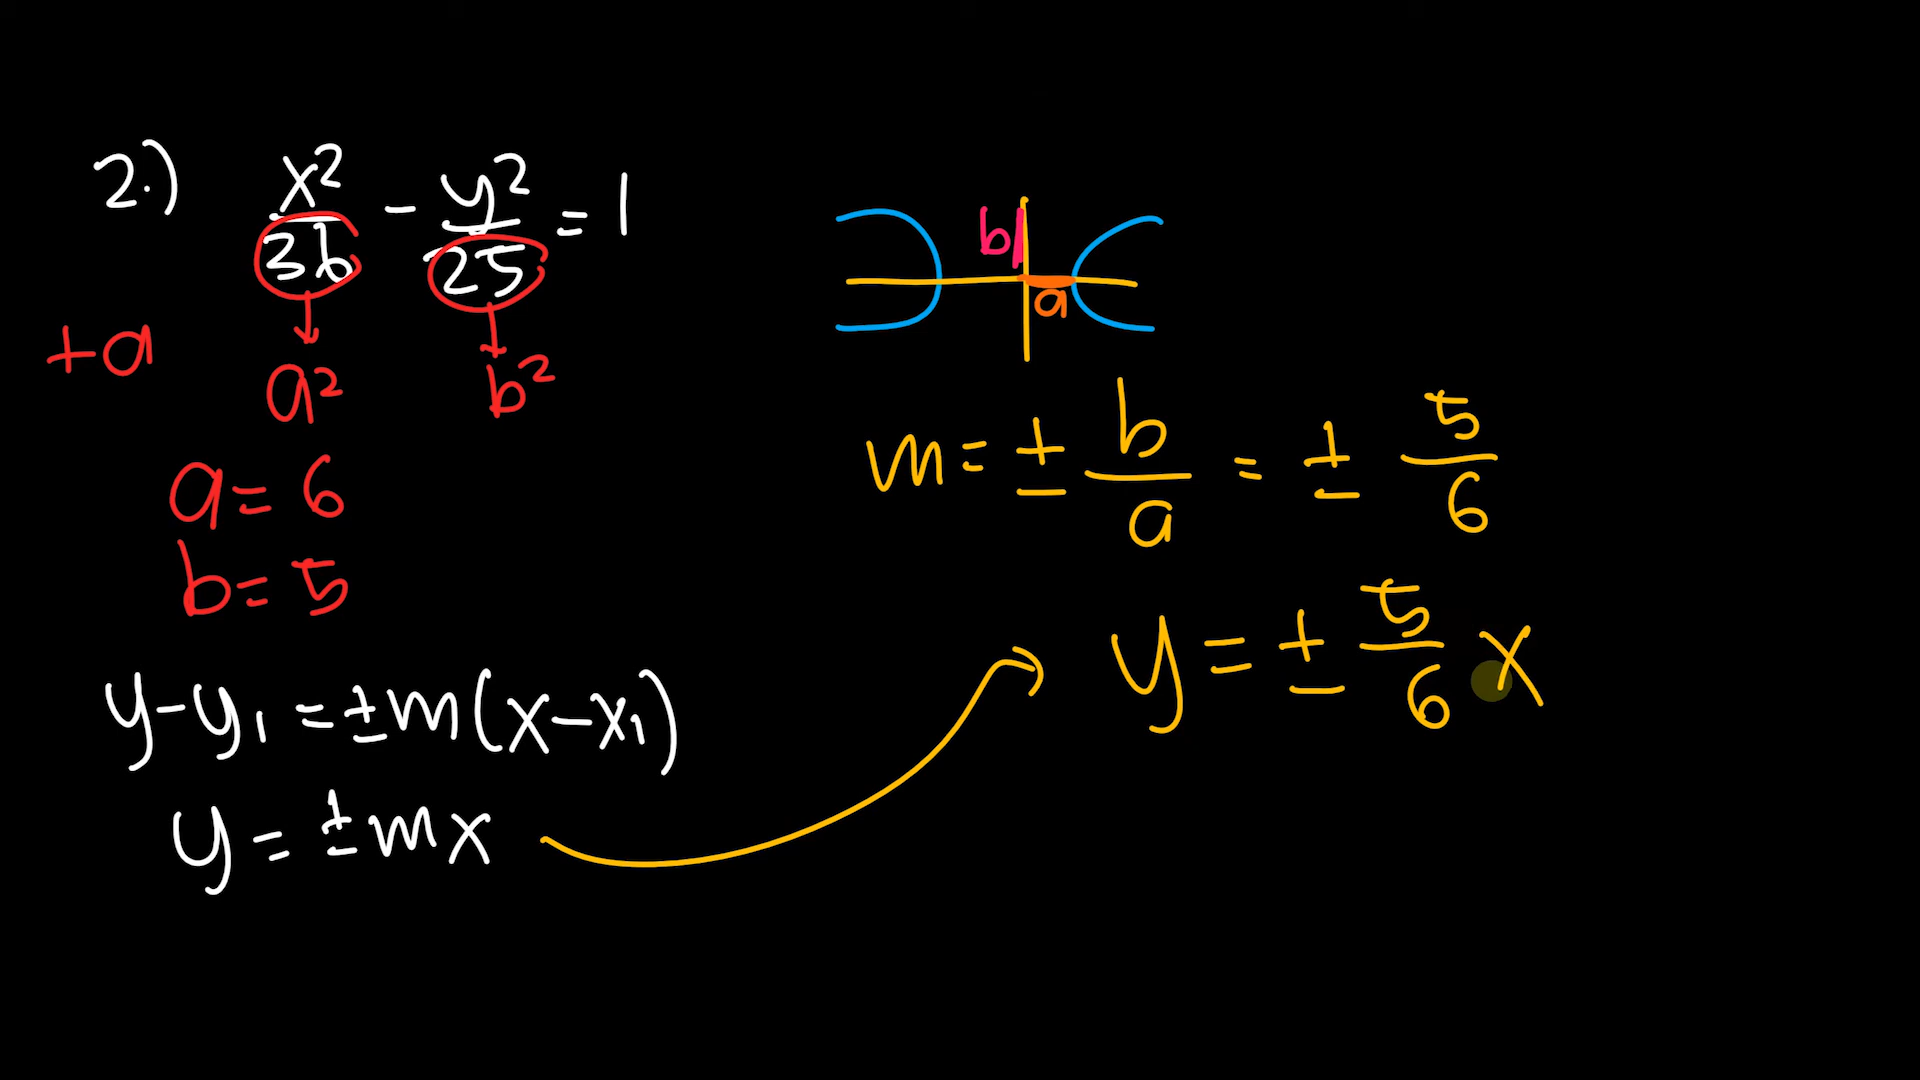 2.) x²/36 - y²/25 = 1
+a
a² b²
a = 6
b = 5
y - y₁ = ±m(x - x₁)
y = ±mx
b
a
m = ± b/a = ± 5/6
y = ± 5/6 x